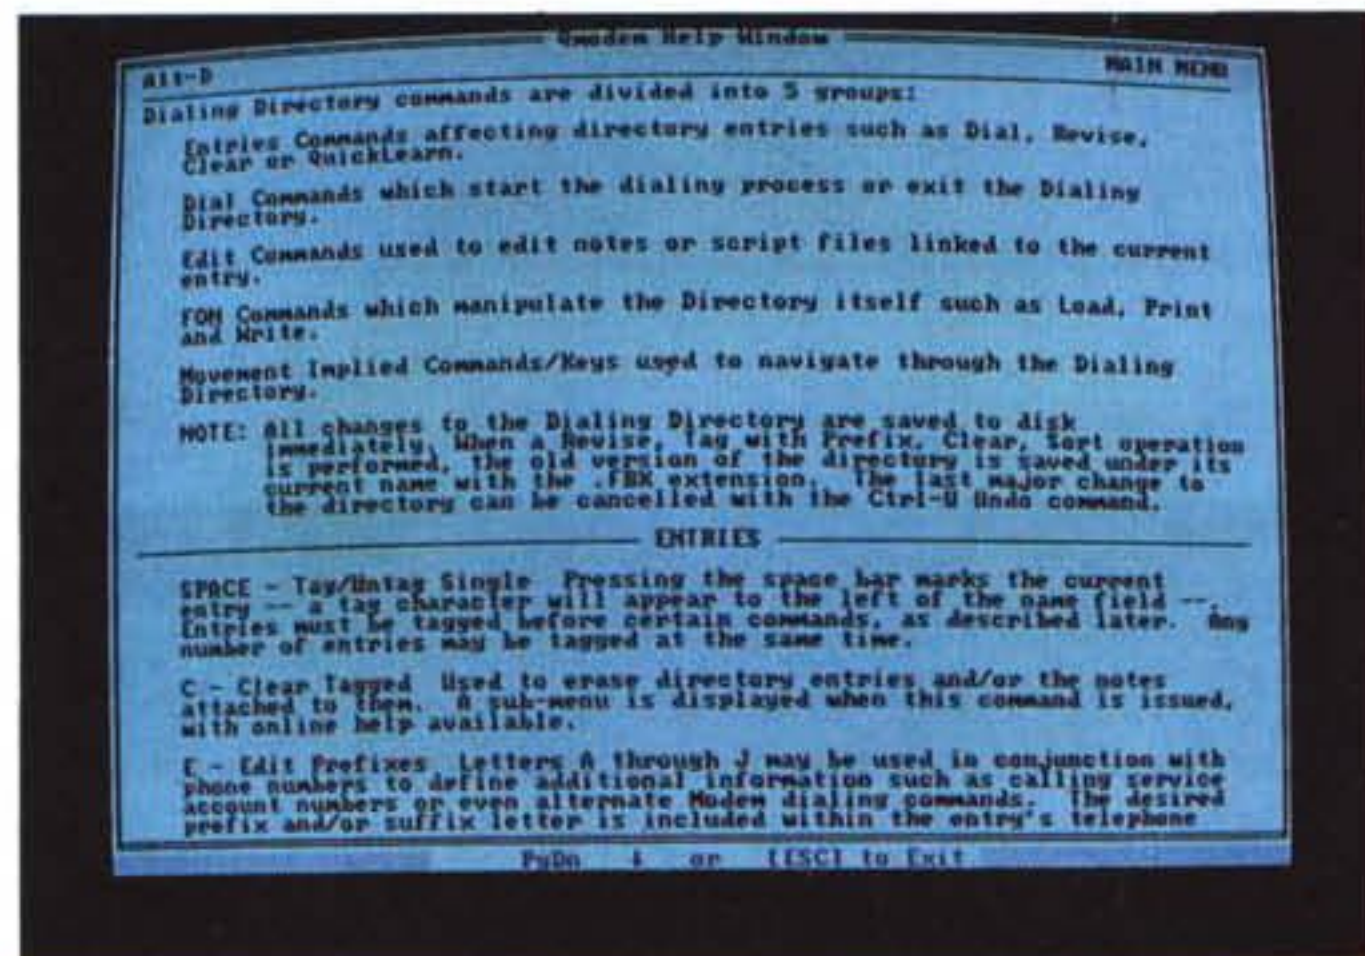 Qmodem Help Window
Alt-D MAIN MENU
Dialing Directory commands are divided into 5 groups:
Entries Commands affecting directory entries such as Dial, Revise,
Clear or QuickLearn.
Dial Commands which start the dialing process or exit the Dialing
Directory.
Edit Commands used to edit notes or script files linked to the current
entry.
FON Commands which manipulate the Directory itself such as Load, Print
and Write.
Movement Implied Commands/Keys used to navigate through the Dialing
Directory.
NOTE: All changes to the Dialing Directory are saved to disk
immediately. When a Revise, Tag with Prefix, Clear, Sort operation
is performed, the old version of the directory is saved under its
current name with the .FBK extension. The last major change to
the directory can be cancelled with the Ctrl-U Undo command.
ENTRIES
SPACE - Tag/Untag Single Pressing the space bar marks the current
entry -- a tag character will appear to the left of the name field --.
Entries must be tagged before certain commands, as described later. Any
number of entries may be tagged at the same time.
C - Clear Tagged Used to erase directory entries and/or the notes
attached to them. A sub-menu is displayed when this command is issued,
with online help available.
E - Edit Prefixes Letters A through J may be used in conjunction with
phone numbers to define additional information such as calling service
account numbers or even alternate Modem dialing commands. The desired
prefix and/or suffix letter is included within the entry's telephone
PgDn ↓ or [ESC] to Exit